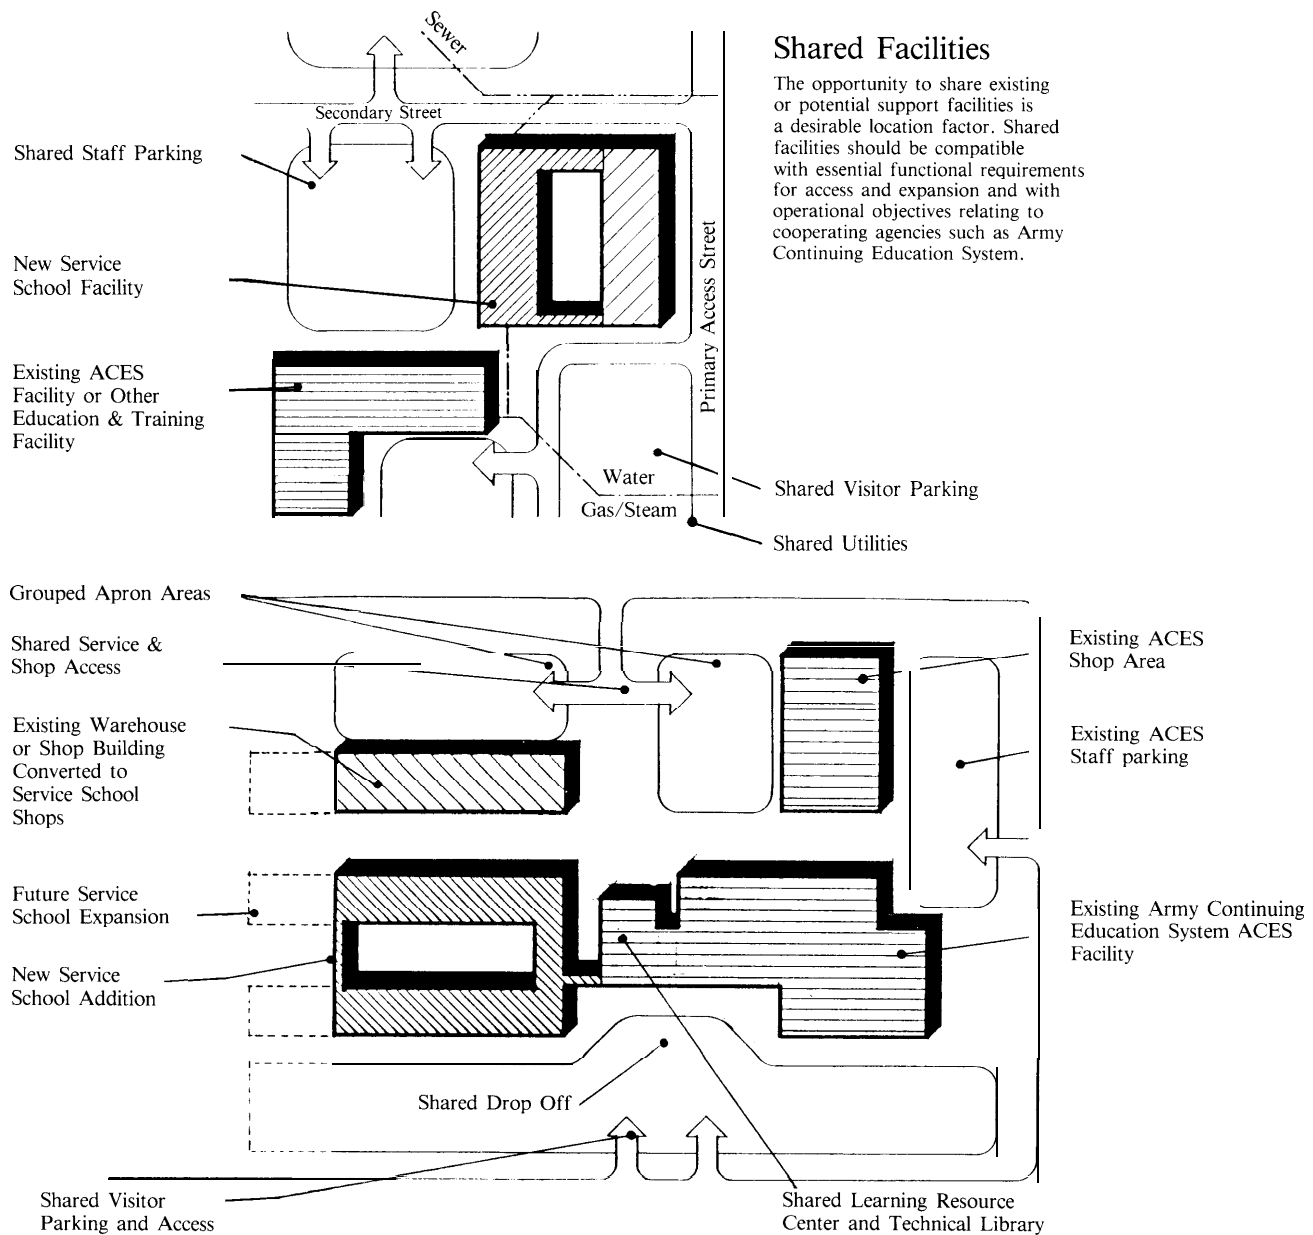 Sewer
Shared Facilities
The opportunity to share existing
or potential support facilities is
a desirable location factor. Shared
facilities should be compatible
with essential functional requirements
for access and expansion and with
operational objectives relating to
cooperating agencies such as Army
Continuing Education System.
Secondary Street
Shared Staff Parking
New Service
School Facility
Primary Access Street
Existing ACES
Facility or Other
Education & Training
Facility
Water
Gas/Steam
Shared Visitor Parking
Shared Utilities
Grouped Apron Areas
Shared Service &
Shop Access
Existing ACES
Shop Area
Existing Warehouse
or Shop Building
Converted to
Service School
Shops
Existing ACES
Staff parking
Future Service
School Expansion
Existing Army Continuing
Education System ACES
Facility
New Service
School Addition
Shared Drop Off
Shared Visitor
Parking and Access
Shared Learning Resource
Center and Technical Library